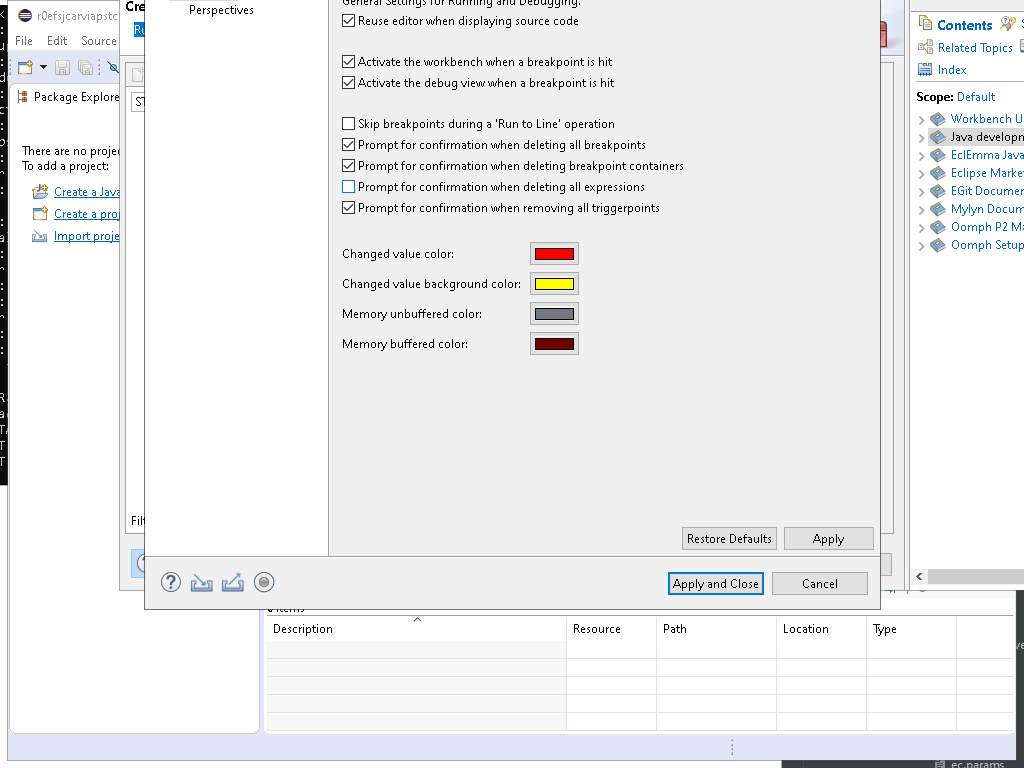 Perspectives
General Settings for Running and Debugging.
Reuse editor when displaying source code
Activate the workbench when a breakpoint is hit
Activate the debug view when a breakpoint is hit
Skip breakpoints during a 'Run to Line' operation
Prompt for confirmation when deleting all breakpoints
Prompt for confirmation when deleting breakpoint containers
Prompt for confirmation when deleting all expressions
Prompt for confirmation when removing all triggerpoints
Changed value color:
Changed value background color:
Memory unbuffered color:
Memory buffered color:
Restore Defaults
Apply
Apply and Close
Cancel
r0efsjcarviapstc
File Edit Source
Package Explore
There are no projec
To add a project:
Create a Java
Create a proj
Import proje
Cre
Ru
Filt
Contents
Related Topics
Index
Scope: Default
Workbench U
Java developn
EclEmma Java
Eclipse Marke
EGit Documer
Mylyn Docum
Oomph P2 Ma
Oomph Setup
Description Resource Path Location Type
ec.params